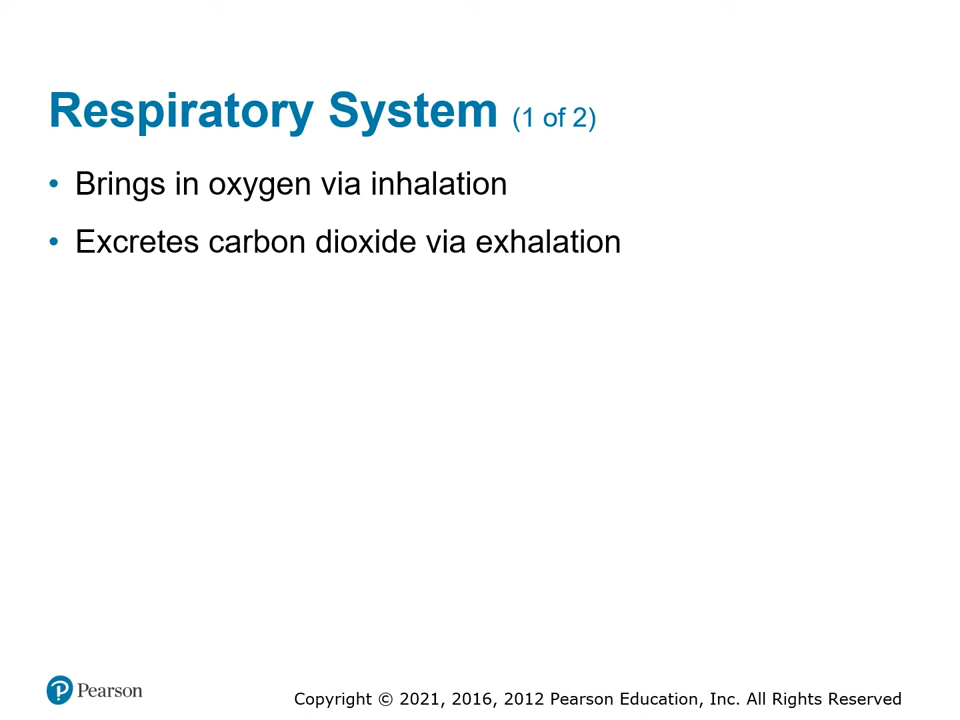 Respiratory System (1 of 2)
• Brings in oxygen via inhalation
• Excretes carbon dioxide via exhalation
Pearson
Copyright © 2021, 2016, 2012 Pearson Education, Inc. All Rights Reserved